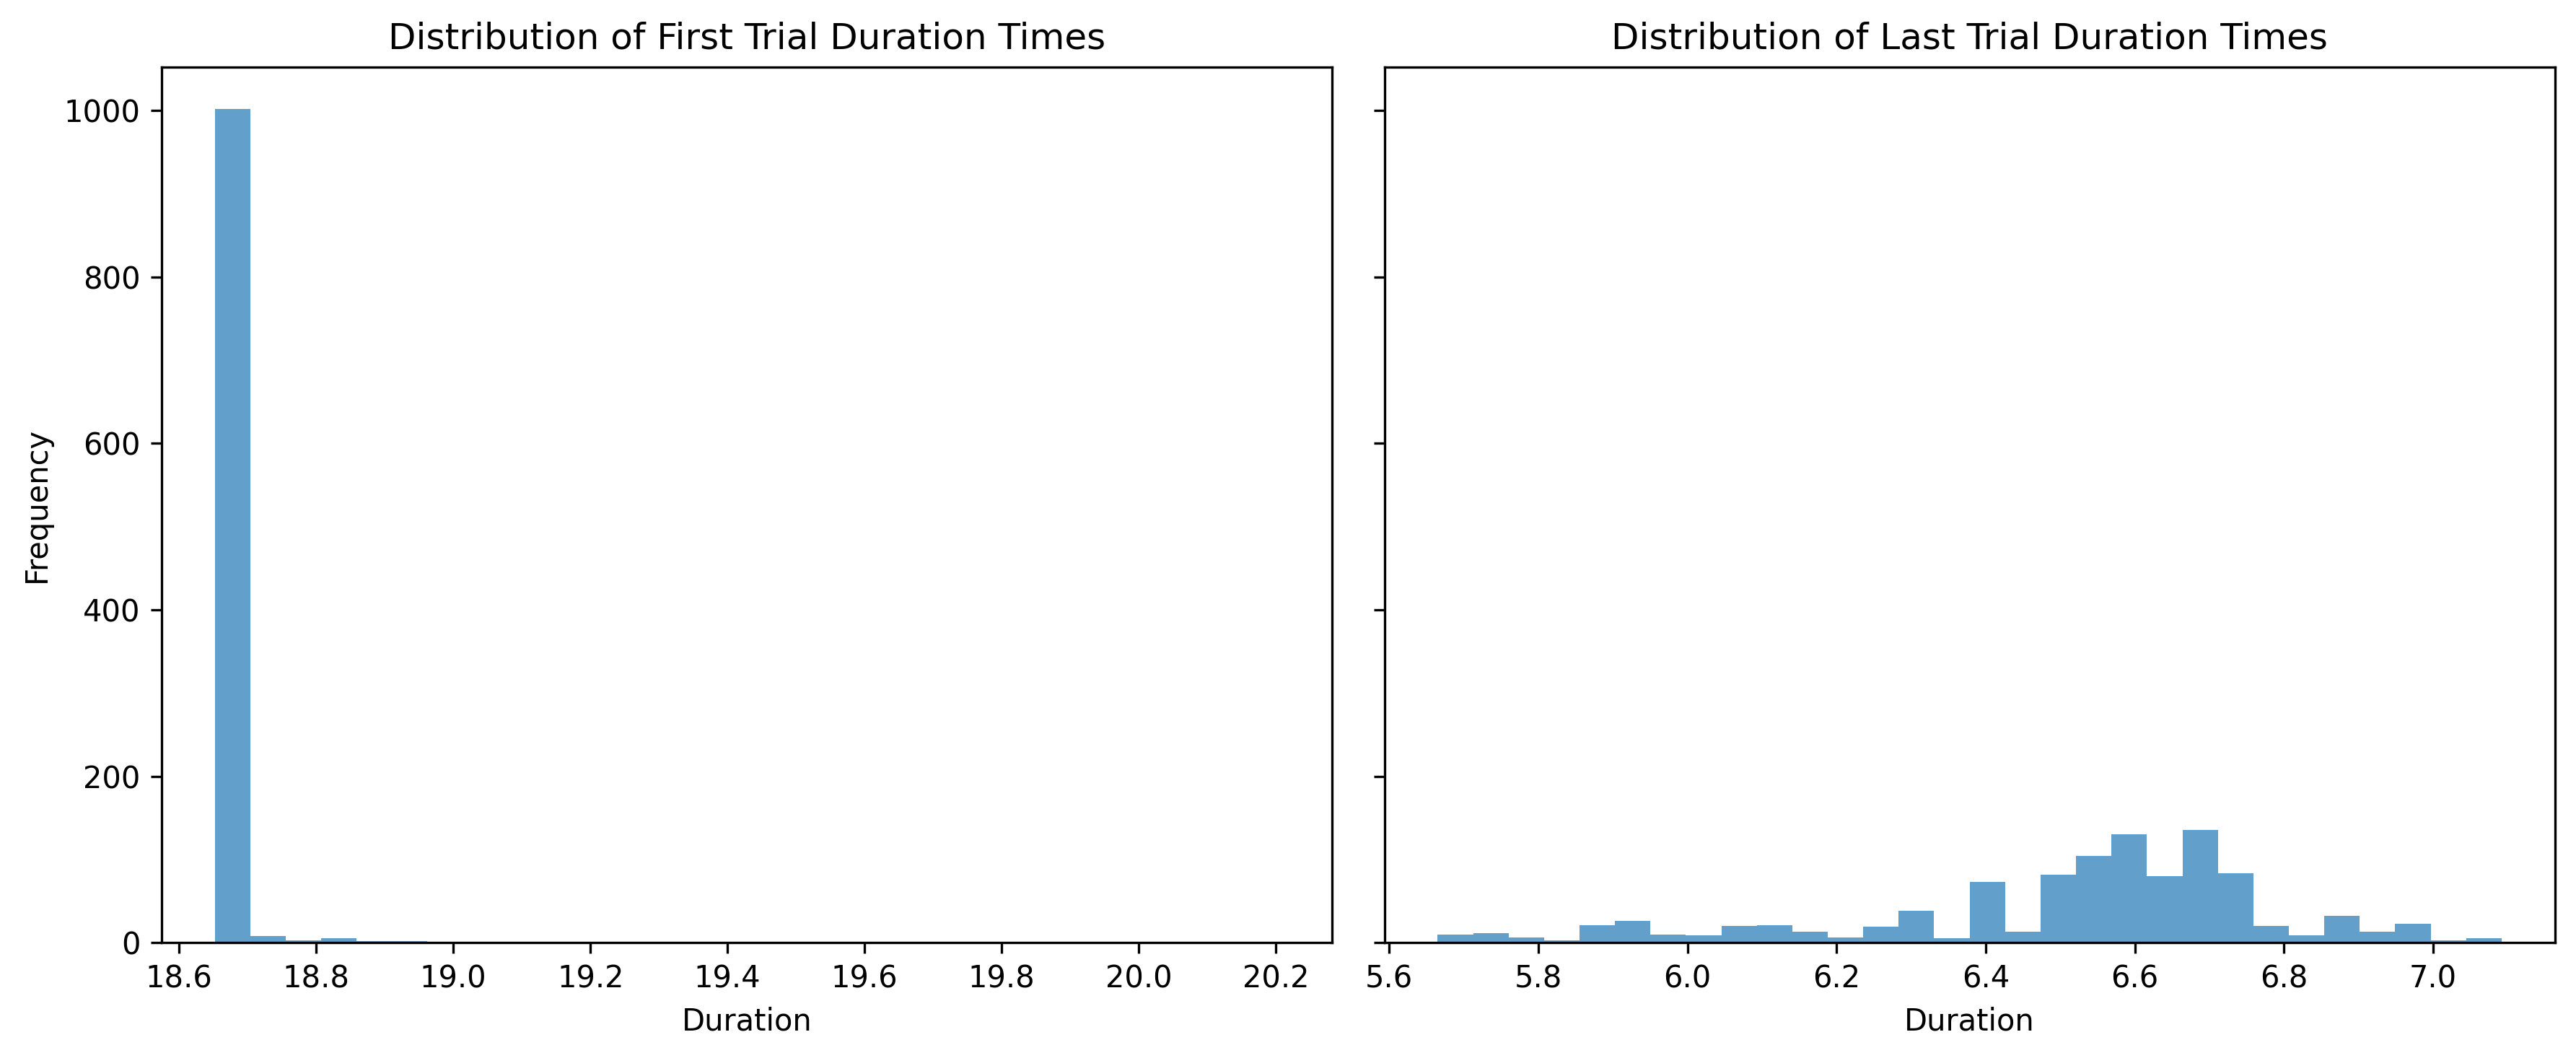 Distribution of First Trial Duration Times
Distribution of Last Trial Duration Times
Frequency
1000
800
600
400
200
0
18.6 18.8 19.0 19.2 19.4 19.6 19.8 20.0 20.2
5.6 5.8 6.0 6.2 6.4 6.6 6.8 7.0
Duration
Duration